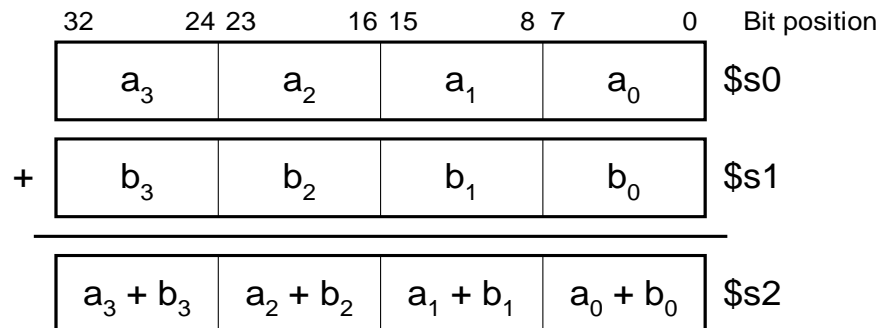 32 24 23 16 15 8 7 0 Bit position
a₃ a₂ a₁ a₀ $s0
+ b₃ b₂ b₁ b₀ $s1
a₃ + b₃ a₂ + b₂ a₁ + b₁ a₀ + b₀ $s2